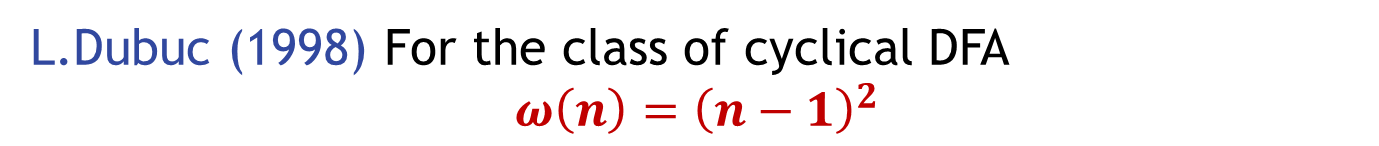 L.Dubuc (1998) For the class of cyclical DFA
ω(n) = (n − 1)²